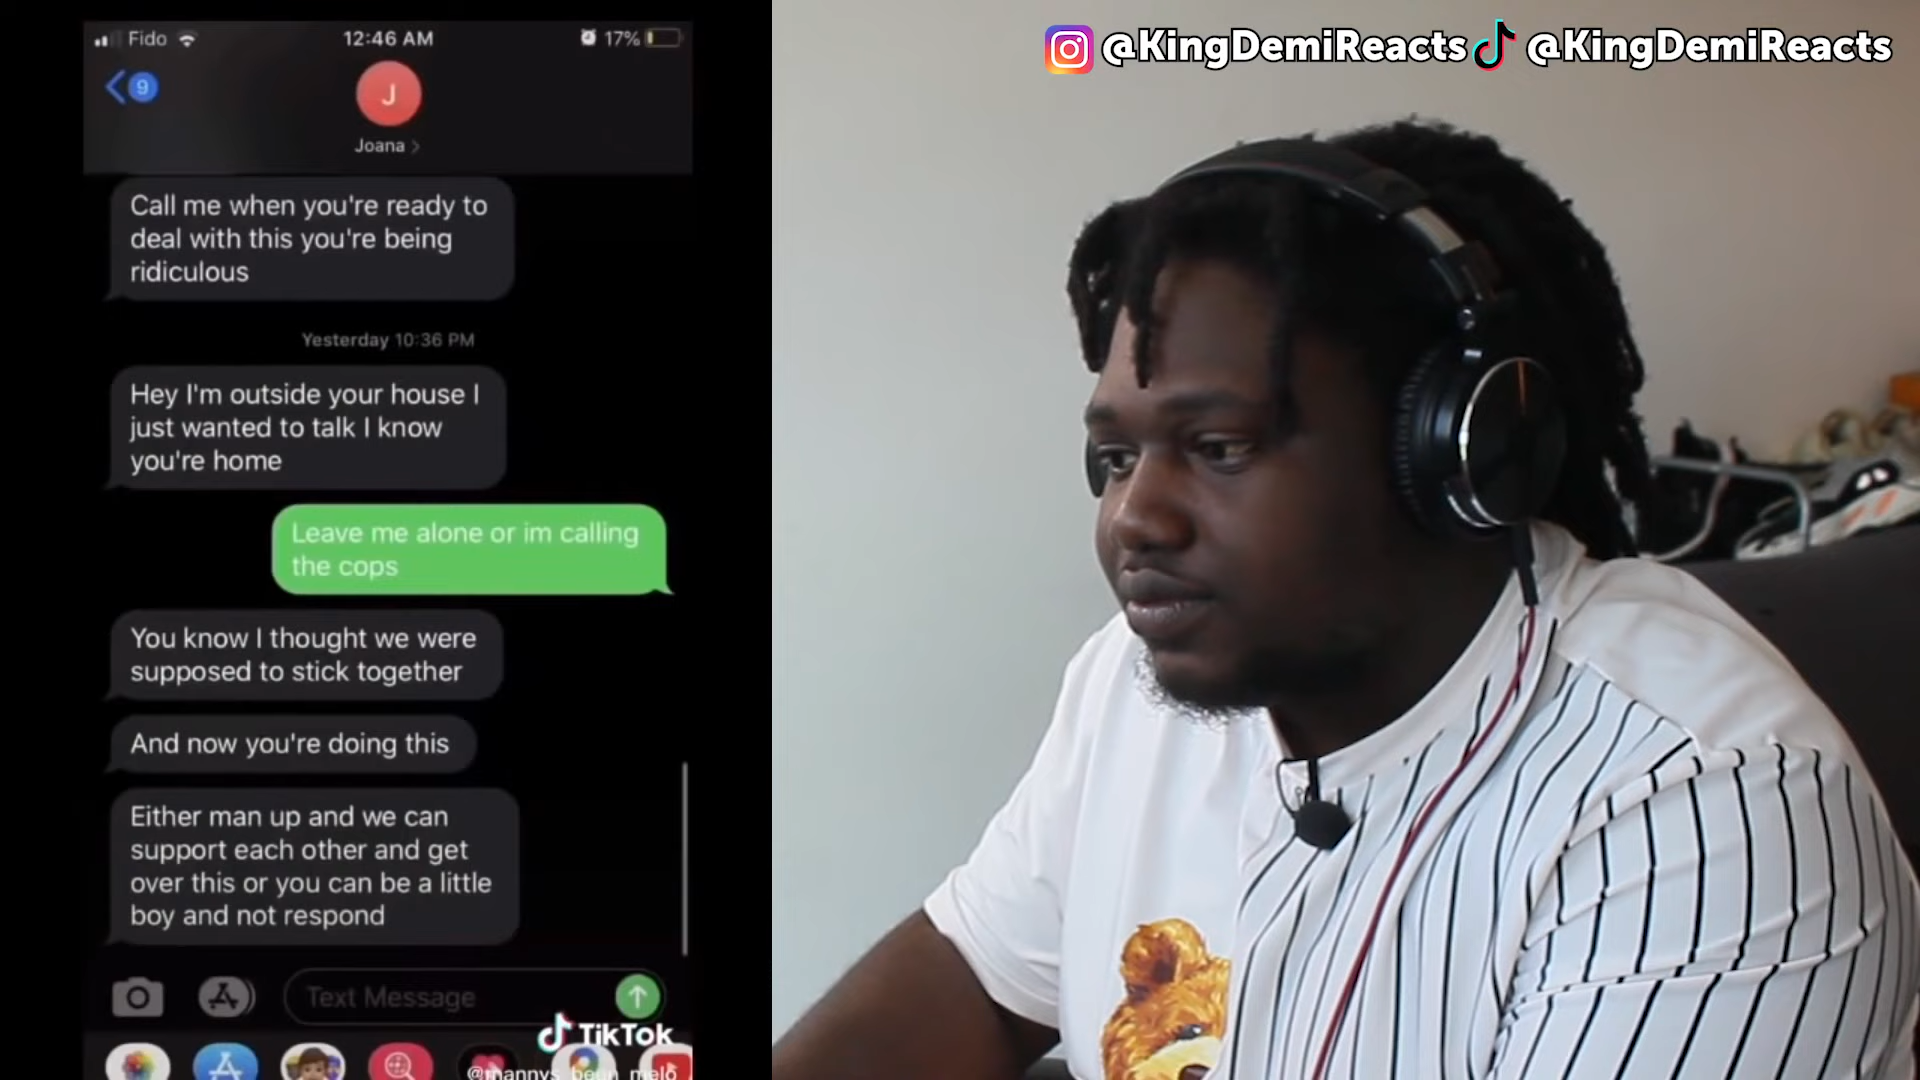 Fido
12:46 AM
17%
@KingDemiReacts
@KingDemiReacts
9
J
Joana
Call me when you're ready to
deal with this you're being
ridiculous
Yesterday 10:36 PM
Hey I'm outside your house I
just wanted to talk I know
you're home
Leave me alone or im calling
the cops
You know I thought we were
supposed to stick together
And now you're doing this
Either man up and we can
support each other and get
over this or you can be a little
boy and not respond
Text Message
TikTok